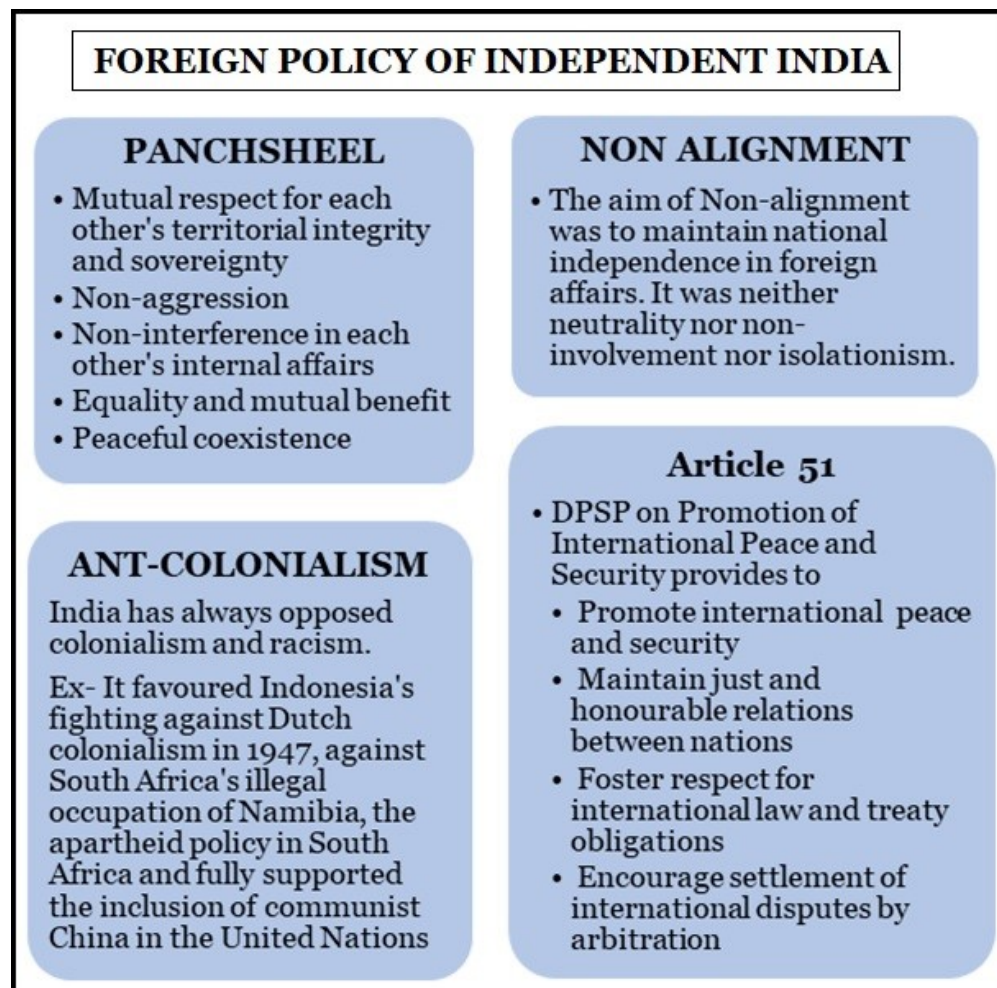 FOREIGN POLICY OF INDEPENDENT INDIA
PANCHSHEEL
• Mutual respect for each
other's territorial integrity
and sovereignty
• Non-aggression
• Non-interference in each
other's internal affairs
• Equality and mutual benefit
• Peaceful coexistence
NON ALIGNMENT
• The aim of Non-alignment
was to maintain national
independence in foreign
affairs. It was neither
neutrality nor non-
involvement nor isolationism.
ANT-COLONIALISM
India has always opposed
colonialism and racism.
Ex- It favoured Indonesia's
fighting against Dutch
colonialism in 1947, against
South Africa's illegal
occupation of Namibia, the
apartheid policy in South
Africa and fully supported
the inclusion of communist
China in the United Nations
Article 51
• DPSP on Promotion of
International Peace and
Security provides to
• Promote international peace
and security
• Maintain just and
honourable relations
between nations
• Foster respect for
international law and treaty
obligations
• Encourage settlement of
international disputes by
arbitration